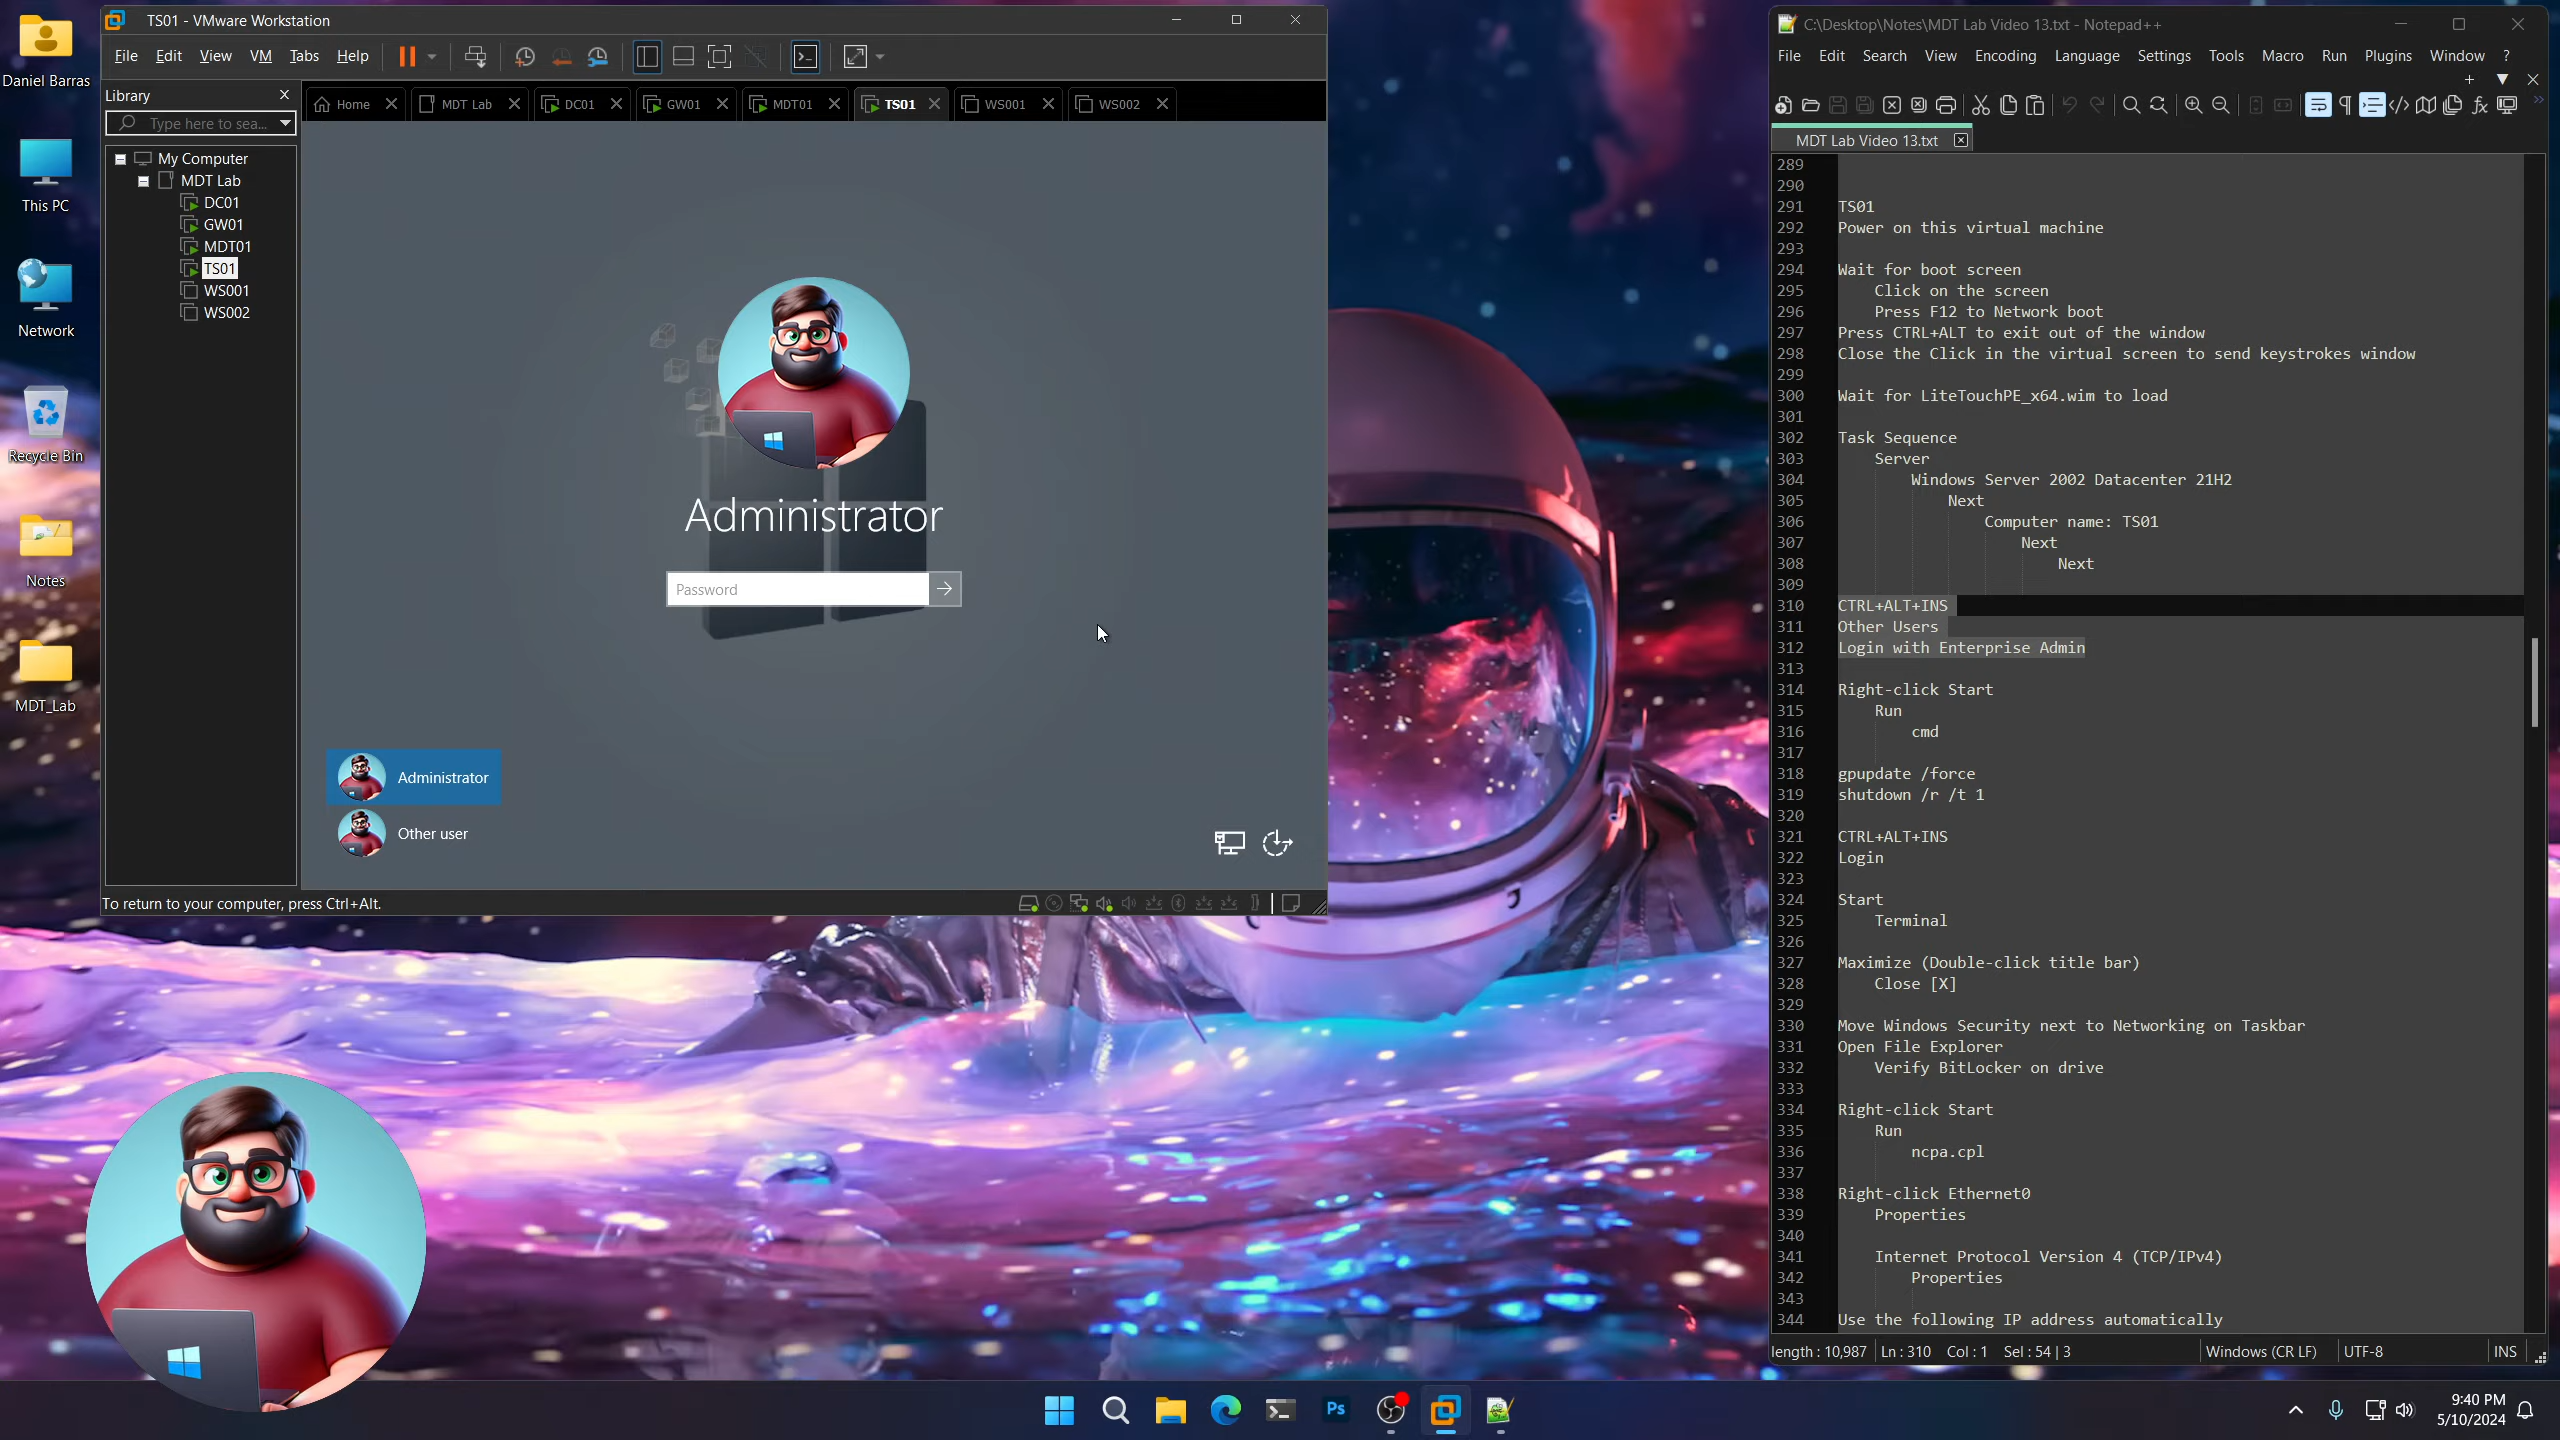 Daniel Barras
This PC
Network
Recycle Bin
Notes
MDT_Lab
TS01 - VMware Workstation
File Edit View VM Tabs Help
Library
Type here to sea...
My Computer
MDT Lab
DC01
GW01
MDT01
TS01
WS001
WS002
Home MDT Lab DC01 GW01 MDT01 TS01 WS001 WS002
Administrator
Password
Administrator
Other user
To return to your computer, press Ctrl+Alt.
C:\Desktop\Notes\MDT Lab Video 13.txt - Notepad++
File Edit Search View Encoding Language Settings Tools Macro Run Plugins Window ?
MDT Lab Video 13.txt
289
290
291 TS01
292 Power on this virtual machine
293
294 Wait for boot screen
295 Click on the screen
296 Press F12 to Network boot
297 Press CTRL+ALT to exit out of the window
298 Close the Click in the virtual screen to send keystrokes window
299
300 Wait for LiteTouchPE_x64.wim to load
301
302 Task Sequence
303 Server
304 Windows Server 2002 Datacenter 21H2
305 Next
306 Computer name: TS01
307 Next
308 Next
309
310 CTRL+ALT+INS
311 Other Users
312 Login with Enterprise Admin
313
314 Right-click Start
315 Run
316 cmd
317
318 gpupdate /force
319 shutdown /r /t 1
320
321 CTRL+ALT+INS
322 Login
323
324 Start
325 Terminal
326
327 Maximize (Double-click title bar)
328 Close [X]
329
330 Move Windows Security next to Networking on Taskbar
331 Open File Explorer
332 Verify BitLocker on drive
333
334 Right-click Start
335 Run
336 ncpa.cpl
337
338 Right-click Ethernet0
339 Properties
340
341 Internet Protocol Version 4 (TCP/IPv4)
342 Properties
343
344 Use the following IP address automatically
length : 10,987 Ln : 310 Col : 1 Sel : 54 | 3 Windows (CR LF) UTF-8 INS
Ps
9:40 PM
5/10/2024